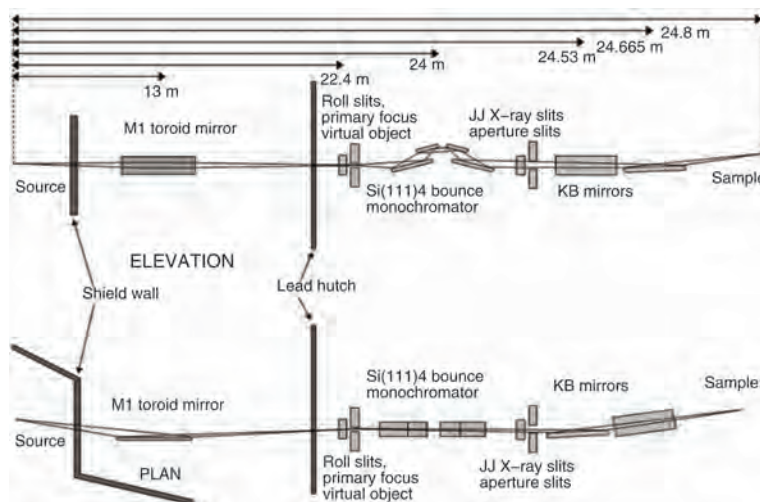 24.8 m
24.665 m
24.53 m
24 m
22.4 m
13 m
Roll slits,
primary focus
virtual object
JJ X-ray slits
aperture slits
M1 toroid mirror
Source
Si(111)4 bounce
monochromator
KB mirrors
Sample
ELEVATION
Shield wall
Lead hutch
Si(111)4 bounce
monochromator
KB mirrors
Sample
M1 toroid mirror
Source
PLAN
Roll slits,
primary focus
virtual object
JJ X-ray slits
aperture slits